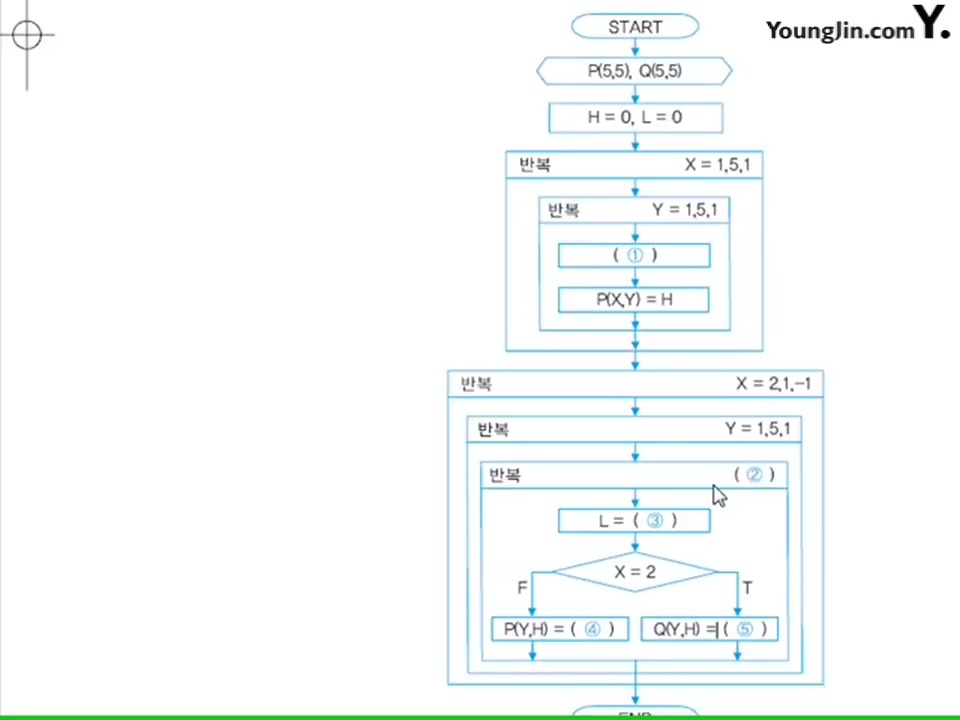 START
YoungJin.com Y.
P(5,5), Q(5,5)
H = 0, L = 0
반복 X = 1,5,1
반복 Y = 1,5,1
( ① )
P(X,Y) = H
반복 X = 2,1,-1
반복 Y = 1,5,1
반복 ( ② )
L = ( ③ )
X = 2
F T
P(Y,H) = ( ④ ) Q(Y,H) = ( ⑤ )
END